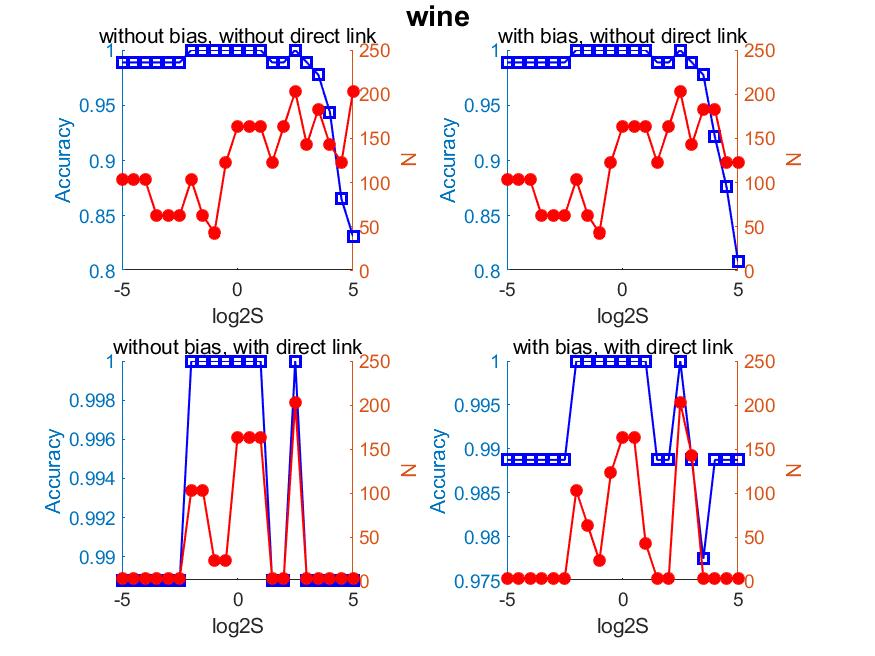 wine
without bias, without direct link
1
0.95
0.9
0.85
0.8
Accuracy
250
200
150
100
50
0
N
-5 0 5
log2S
with bias, without direct link
1
0.95
0.9
0.85
0.8
Accuracy
250
200
150
100
50
0
N
-5 0 5
log2S
without bias, with direct link
1
0.998
0.996
0.994
0.992
0.99
Accuracy
250
200
150
100
50
0
N
-5 0 5
log2S
with bias, with direct link
1
0.995
0.99
0.985
0.98
0.975
Accuracy
250
200
150
100
50
0
N
-5 0 5
log2S